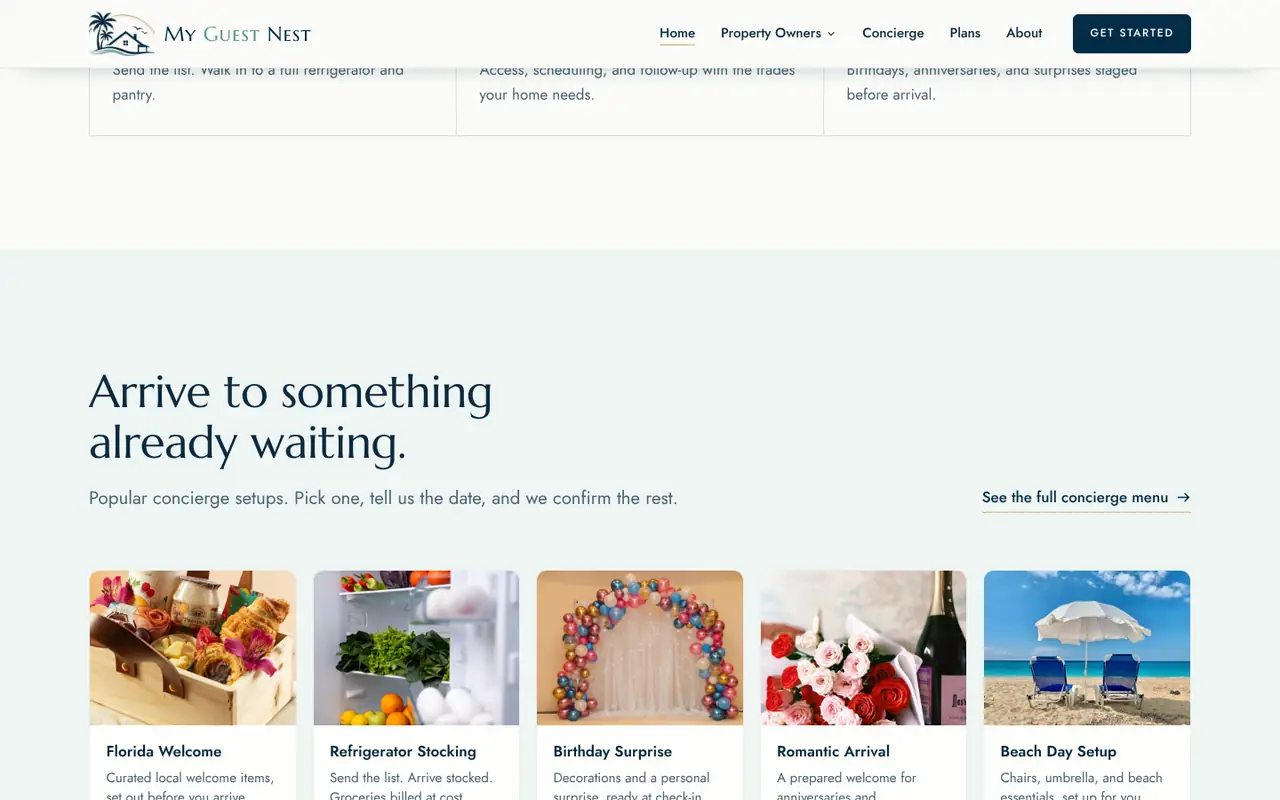 My Guest Nest
Home
Property Owners
Concierge
Plans
About
GET STARTED
Send the list. Walk in to a full refrigerator and
pantry.
Access, scheduling, and follow-up with the trades
your home needs.
Birthdays, anniversaries, and surprises staged
before arrival.
Arrive to something
already waiting.
Popular concierge setups. Pick one, tell us the date, and we confirm the rest.
See the full concierge menu →
Florida Welcome
Curated local welcome items,
set out before you arrive
Refrigerator Stocking
Send the list. Arrive stocked.
Groceries billed at cost
Birthday Surprise
Decorations and a personal
surprise, ready at check-in
Romantic Arrival
A prepared welcome for
anniversaries and
Beach Day Setup
Chairs, umbrella, and beach
essentials, set up for you